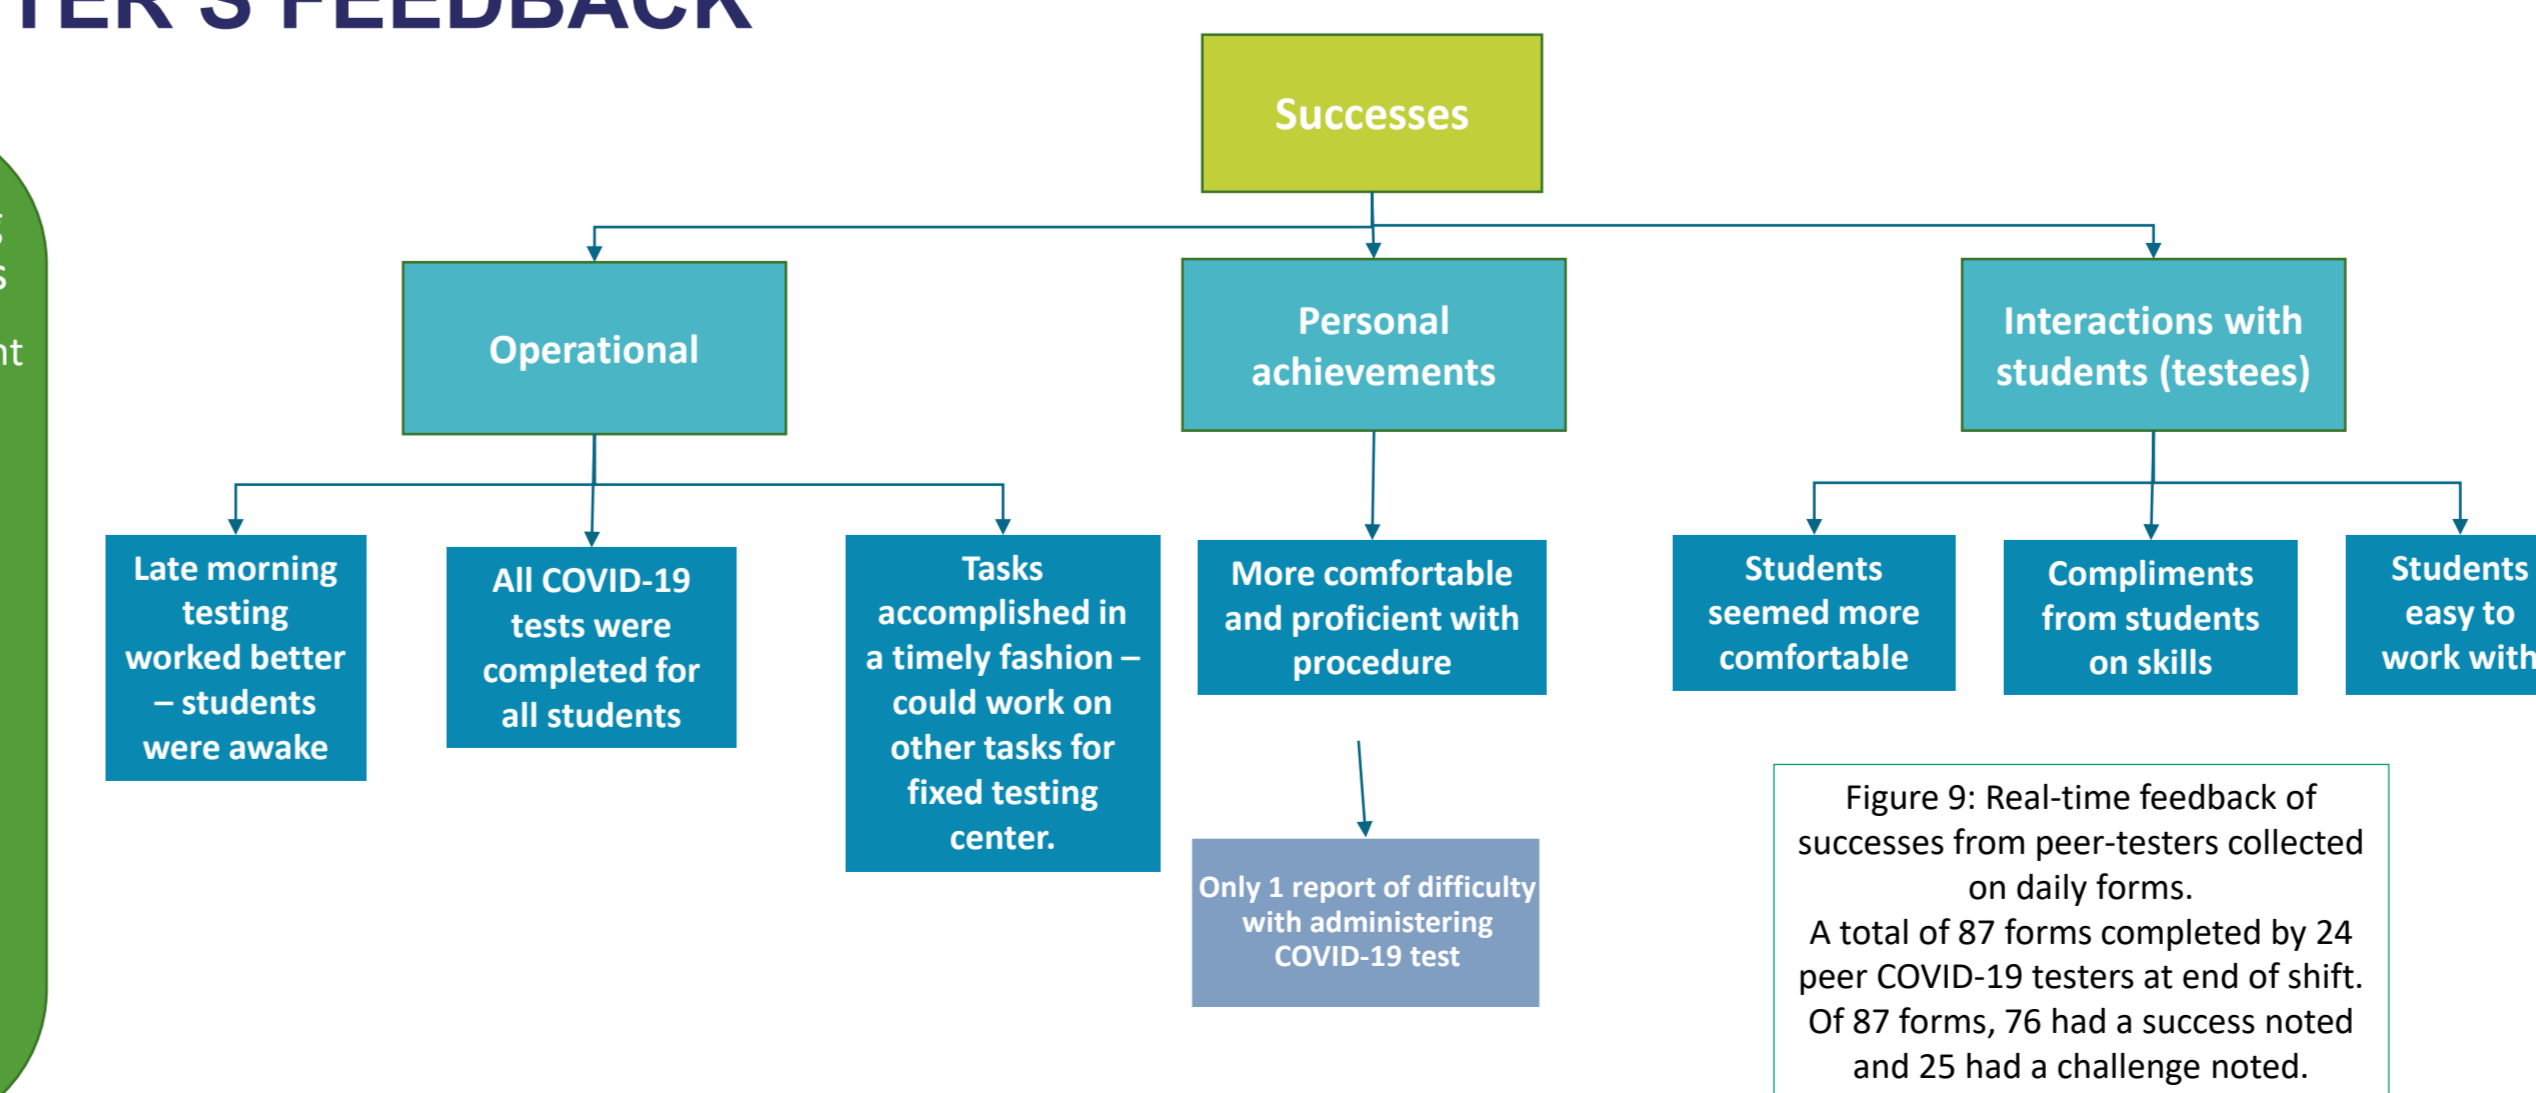 FEEDBACK
Successes
Operational
Personal
achievements
Interactions with
students (testees)
Late morning
testing
worked better
– students
were awake
All COVID-19
tests were
completed for
all students
Tasks
accomplished in
a timely fashion –
could work on
other tasks for
fixed testing
center.
More comfortable
and proficient with
procedure
Students
seemed more
comfortable
Compliments
from students
on skills
Students
easy to
work with
Only 1 report of difficulty
with administering
COVID-19 test
Figure 9: Real-time feedback of
successes from peer-testers collected
on daily forms.
A total of 87 forms completed by 24
peer COVID-19 testers at end of shift.
Of 87 forms, 76 had a success noted
and 25 had a challenge noted.